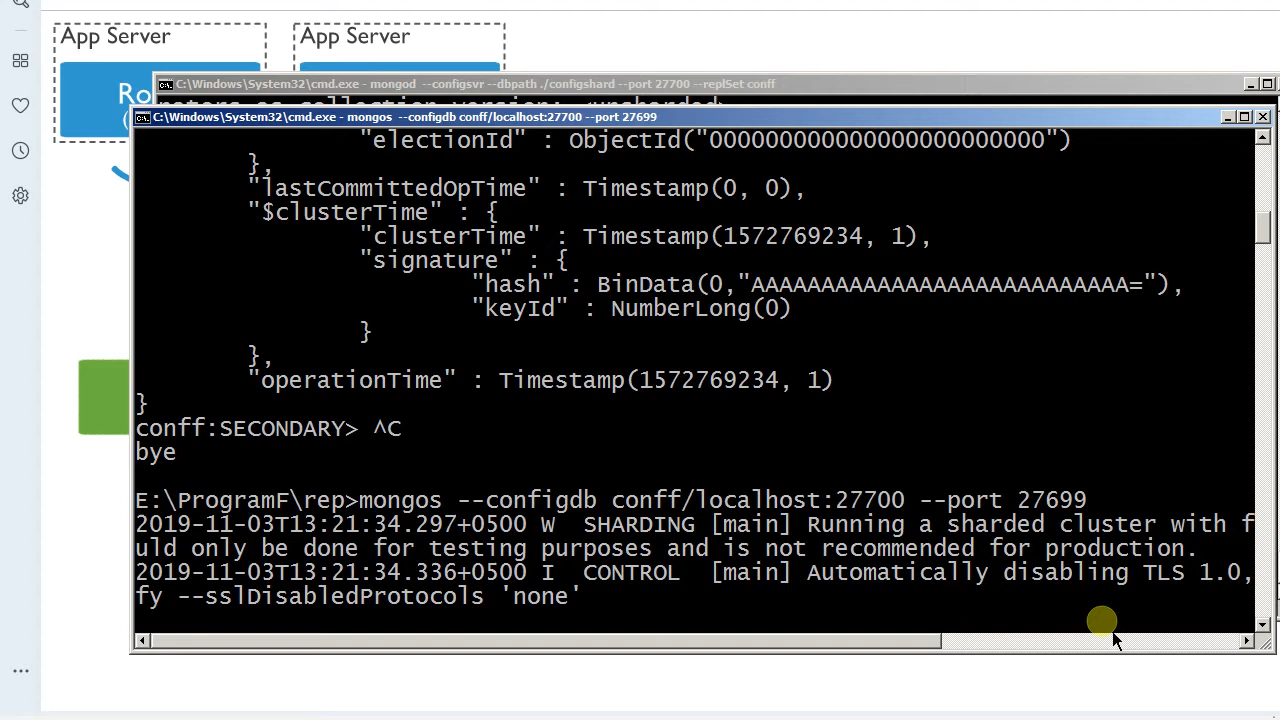 App Server
App Server
Ro
C:\Windows\System32\cmd.exe - mongod --configsvr --dbpath ./configshard --port 27700 --replSet conff
C:\Windows\System32\cmd.exe - mongos --configdb conff/localhost:27700 --port 27699
"electionId" : ObjectId("000000000000000000000000")
},
"lastCommittedOpTime" : Timestamp(0, 0),
"$clusterTime" : {
"clusterTime" : Timestamp(1572769234, 1),
"signature" : {
"hash" : BinData(0,"AAAAAAAAAAAAAAAAAAAAAAAAAAA="),
"keyId" : NumberLong(0)
}
},
"operationTime" : Timestamp(1572769234, 1)
}
conff:SECONDARY> ^C
bye
E:\ProgramF\rep>mongos --configdb conff/localhost:27700 --port 27699
2019-11-03T13:21:34.297+0500 W SHARDING [main] Running a sharded cluster with f
uld only be done for testing purposes and is not recommended for production.
2019-11-03T13:21:34.336+0500 I CONTROL [main] Automatically disabling TLS 1.0,
fy --sslDisabledProtocols 'none'